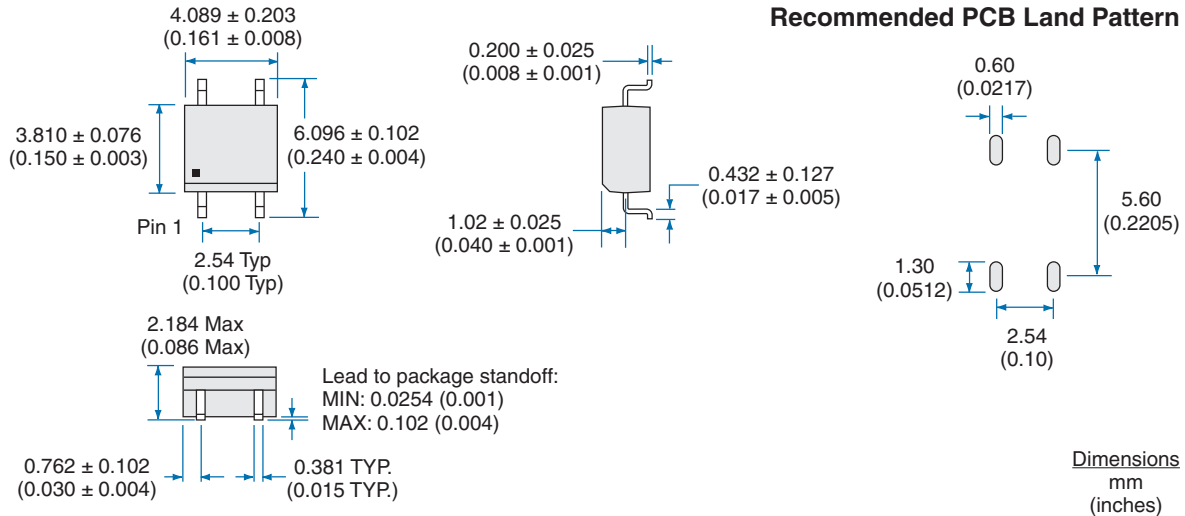 Recommended PCB Land Pattern
4.089 ± 0.203
(0.161 ± 0.008)
3.810 ± 0.076
(0.150 ± 0.003)
6.096 ± 0.102
(0.240 ± 0.004)
Pin 1
2.54 Typ
(0.100 Typ)
0.200 ± 0.025
(0.008 ± 0.001)
0.432 ± 0.127
(0.017 ± 0.005)
1.02 ± 0.025
(0.040 ± 0.001)
0.60
(0.0217)
5.60
(0.2205)
1.30
(0.0512)
2.54
(0.10)
2.184 Max
(0.086 Max)
Lead to package standoff:
MIN: 0.0254 (0.001)
MAX: 0.102 (0.004)
0.762 ± 0.102
(0.030 ± 0.004)
0.381 TYP.
(0.015 TYP.)
Dimensions
mm
(inches)